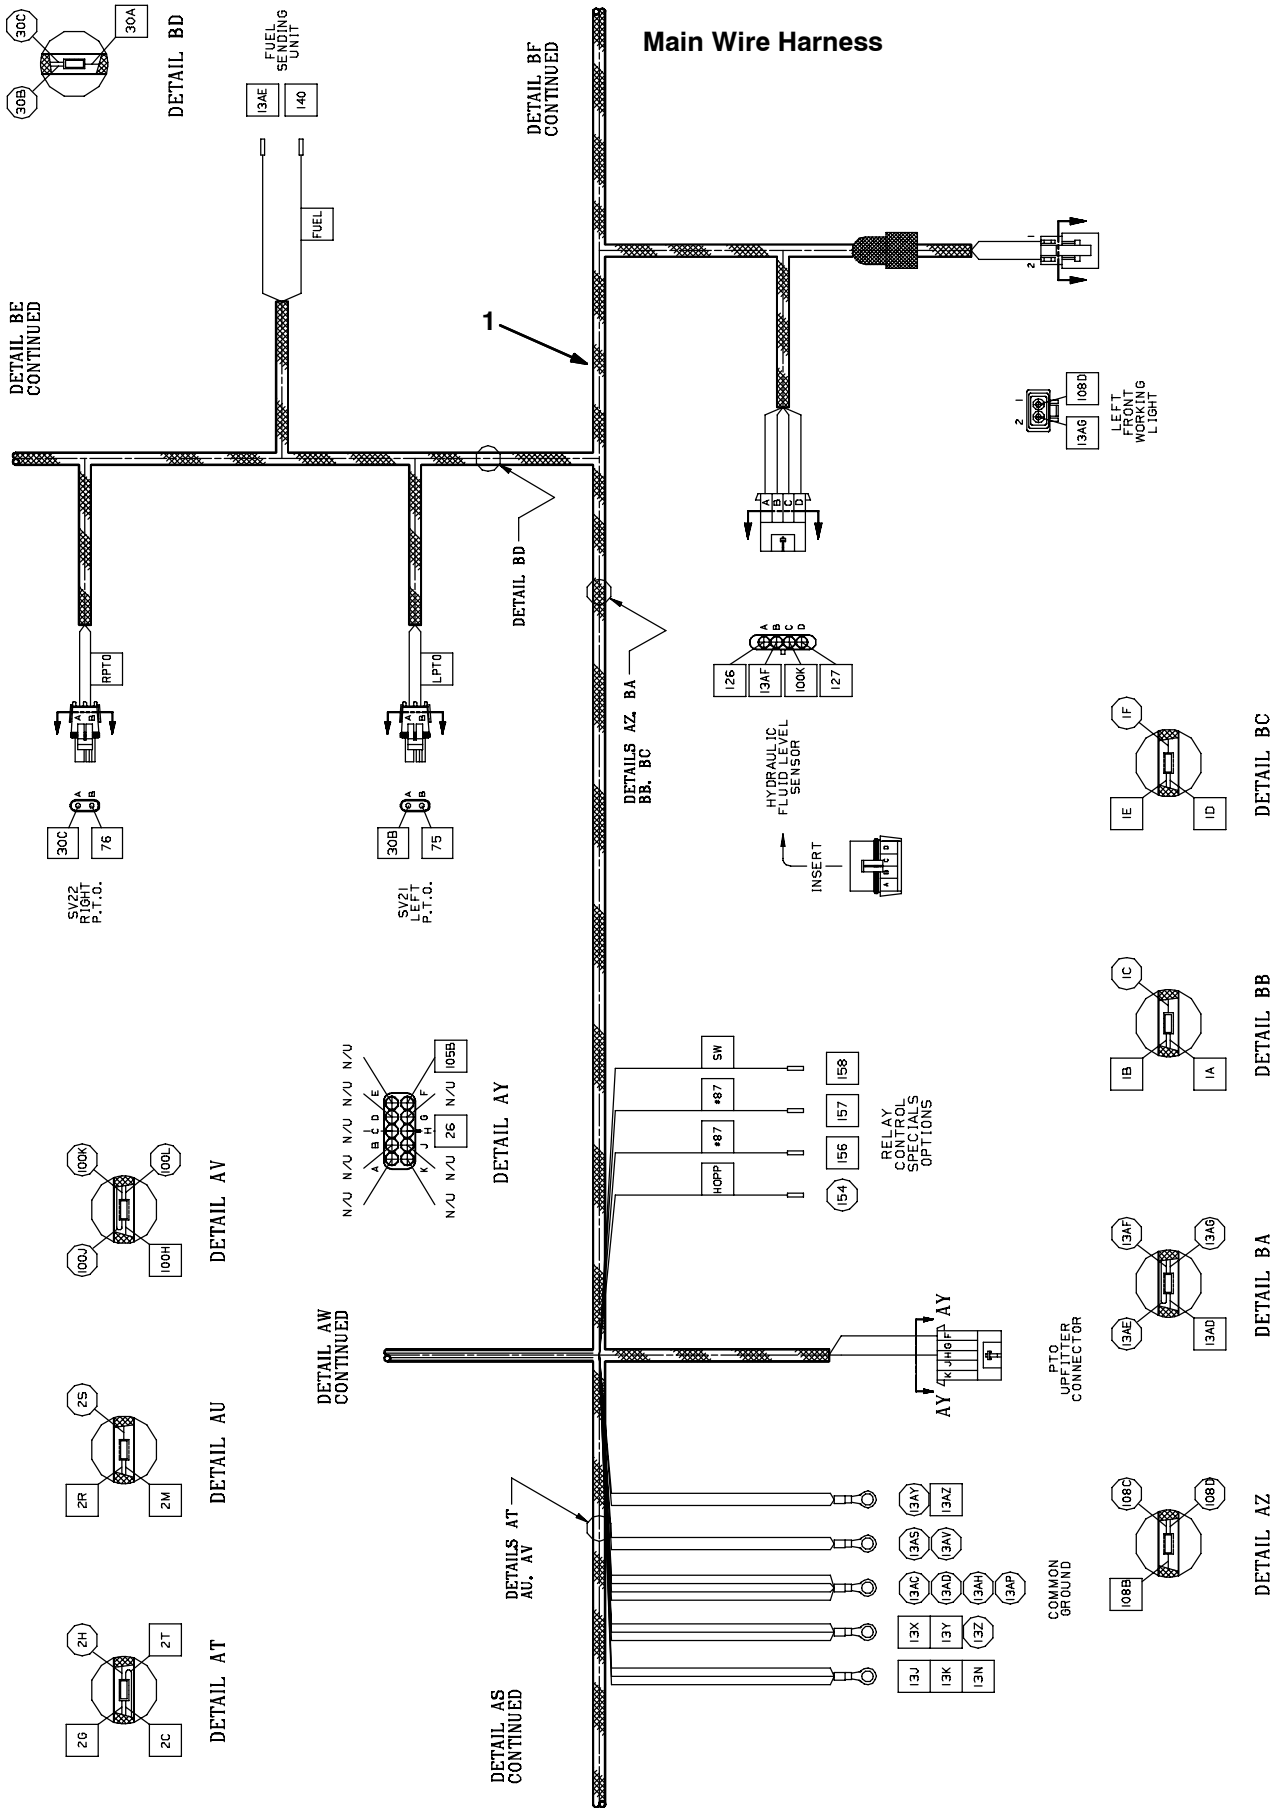 Main Wire Harness
30C
30A
30B
DETAIL BD
FUEL
SENDING
UNIT
13AE
140
FUEL
DETAIL BF
CONTINUED
DETAIL BE
CONTINUED
1
1
2
2
1
13AG
108D
LEFT
FRONT
WORKING
LIGHT
RPTO
A
B
A
B
30C
76
SV22
RIGHT
P.T.O.
LPTO
A
B
A
B
30B
75
SV21
LEFT
P.T.O.
DETAIL BD
DETAILS AZ, BA
BB, BC
A
B
C
D
A
B
C
D
126
13AF
100K
127
HYDRAULIC
FLUID LEVEL
SENSOR
INSERT
A
B
C
D
1F
1E
1D
DETAIL BC
1C
1B
1A
DETAIL BB
13AF
13AG
13AE
13AD
DETAIL BA
108C
108D
108B
DETAIL AZ
N/U
N/U
N/U
N/U
N/U
A
B
C
D
E
K
J
H
G
F
N/U
N/U
26
N/U
105B
DETAIL AY
SW
#87
#87
HOPP
158
157
156
154
RELAY
CONTROL
SPECIALS
OPTIONS
100K
100L
100J
100H
DETAIL AV
2S
2R
2M
DETAIL AU
2H
2T
2G
2C
DETAIL AT
DETAIL AW
CONTINUED
AY
AY
K
J
H
G
F
PTO
UPFITTER
CONNECTOR
DETAILS AT
AU, AV
DETAIL AS
CONTINUED
13AY
13AZ
13AS
13AV
13AC
13AD
13AH
13AP
13X
13Y
13Z
13J
13K
13N
COMMON
GROUND